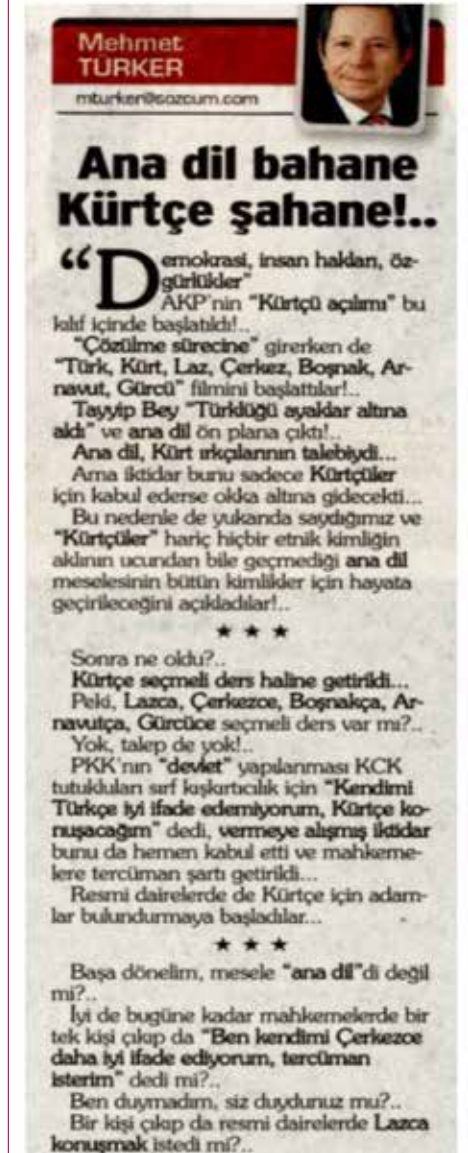 Mehmet
TÜRKER
mturker@sozcum.com
Ana dil bahane
Kürtçe şahane!..
“Demokrasi, insan hakları, öz-
gürlükler”
AKP'nin “Kürtçü açılımı” bu
kılıf içinde başlatıldı!..
“Çözülme sürecine” girerken de
“Türk, Kürt, Laz, Çerkez, Boşnak, Ar-
navut, Gürcü” filmini başlattılar!..
Tayyip Bey “Türklüğü ayaklar altına
aldı” ve ana dil ön plana çıktı!..
Ana dil, Kürt ırkçılarının talebiydi...
Ama iktidar bunu sadece Kürtçüler
için kabul ederse okka altına gidecekti...
Bu nedenle de yukarıda saydığımız ve
“Kürtçüler” hariç hiçbir etnik kimliğin
aklının ucundan bile geçmediği ana dil
meselesinin bütün kimlikler için hayata
geçirileceğini açıkladılar!..
★ ★ ★
Sonra ne oldu?..
Kürtçe seçmeli ders haline getirildi...
Peki, Lazca, Çerkezce, Boşnakça, Ar-
navutça, Gürcüce seçmeli ders var mı?..
Yok, talep de yok!..
PKK'nın “devlet” yapılanması KCK
tutukluları sırf kışkırtıcılık için “Kendimi
Türkçe iyi ifade edemiyorum, Kürtçe ko-
nuşacağım” dedi, vermeye alışmış iktidar
bunu da hemen kabul etti ve mahkeme-
lere tercüman şartı getirildi...
Resmi dairelerde de Kürtçe için adam-
lar bulundurmaya başladılar...
★ ★ ★
Başa dönelim, mesele “ana dil”di değil
mi?..
İyi de bugüne kadar mahkemelerde bir
tek kişi çıkıp da “Ben kendimi Çerkezce
daha iyi ifade ediyorum, tercüman
isterim” dedi mi?..
Ben duymadım, siz duydunuz mu?..
Bir kişi çıkıp da resmi dairelerde Lazca
konuşmak istedi mi?..